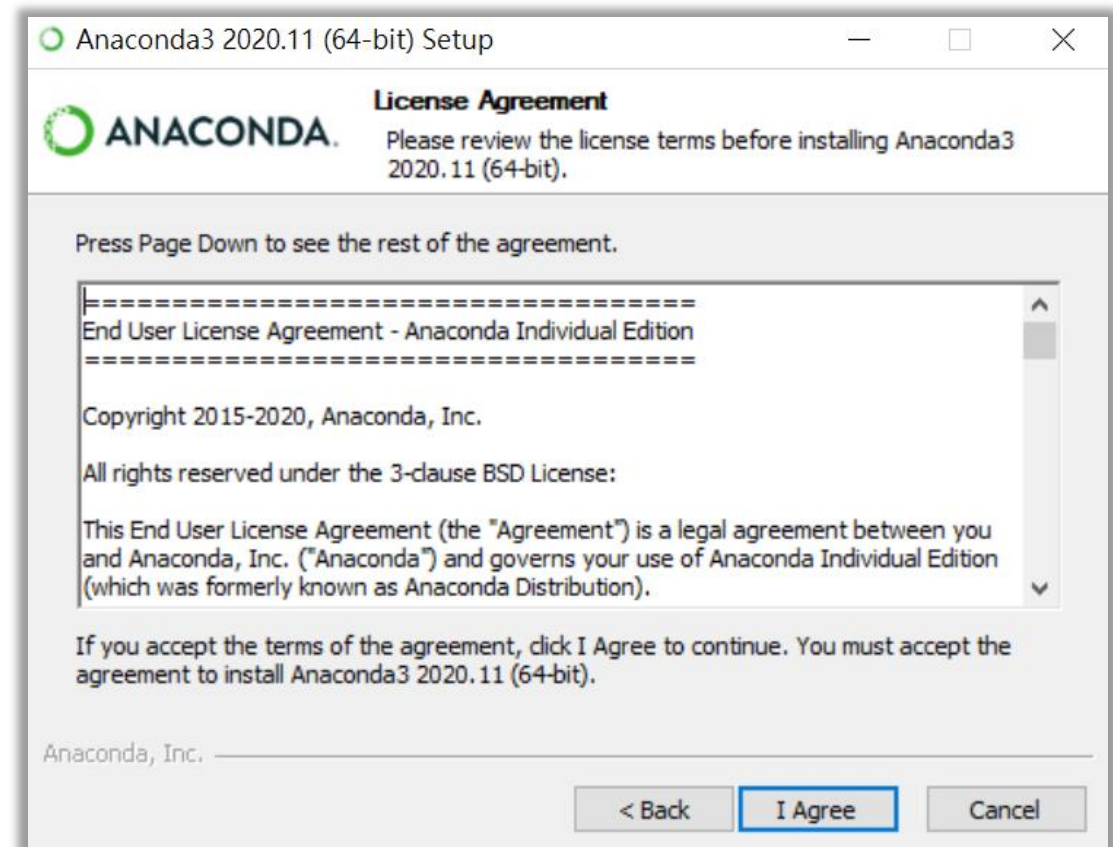 Anaconda3 2020.11 (64-bit) Setup
ANACONDA.
License Agreement
Please review the license terms before installing Anaconda3
2020.11 (64-bit).
Press Page Down to see the rest of the agreement.
===================================
End User License Agreement - Anaconda Individual Edition
===================================
Copyright 2015-2020, Anaconda, Inc.
All rights reserved under the 3-clause BSD License:
This End User License Agreement (the "Agreement") is a legal agreement between you
and Anaconda, Inc. ("Anaconda") and governs your use of Anaconda Individual Edition
(which was formerly known as Anaconda Distribution).
If you accept the terms of the agreement, click I Agree to continue. You must accept the
agreement to install Anaconda3 2020.11 (64-bit).
Anaconda, Inc.
< Back
I Agree
Cancel